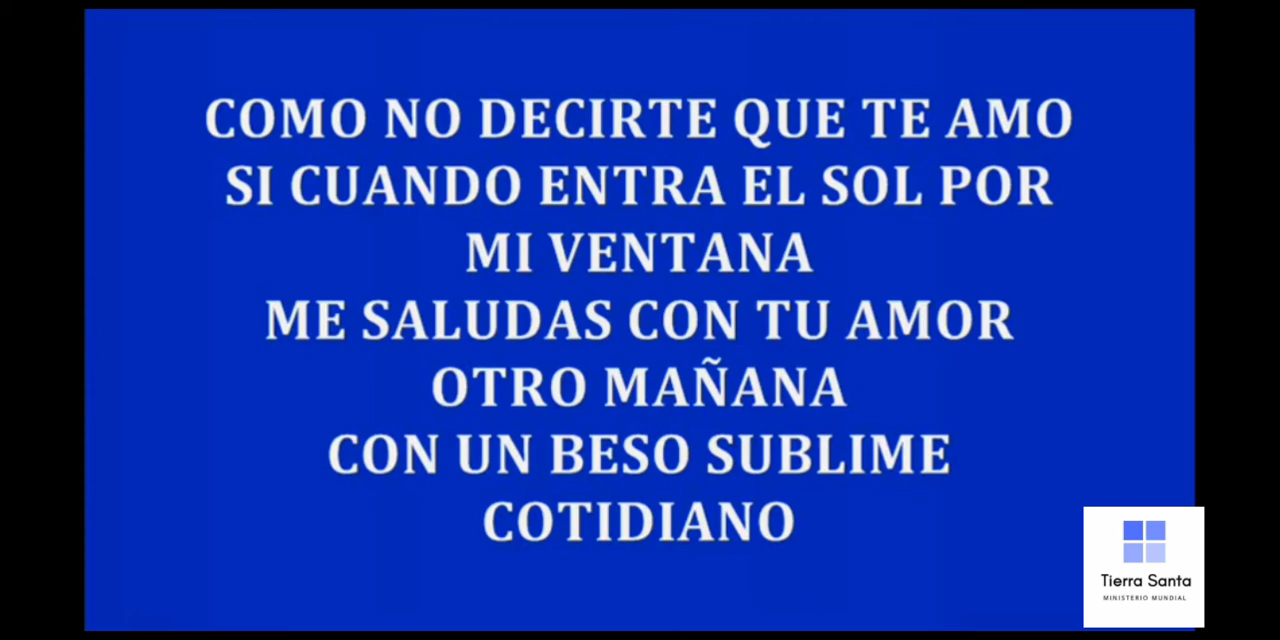 COMO NO DECIRTE QUE TE AMO
SI CUANDO ENTRA EL SOL POR
MI VENTANA
ME SALUDAS CON TU AMOR
OTRO MAÑANA
CON UN BESO SUBLIME
COTIDIANO
Tierra Santa
MINISTERIO MUNDIAL